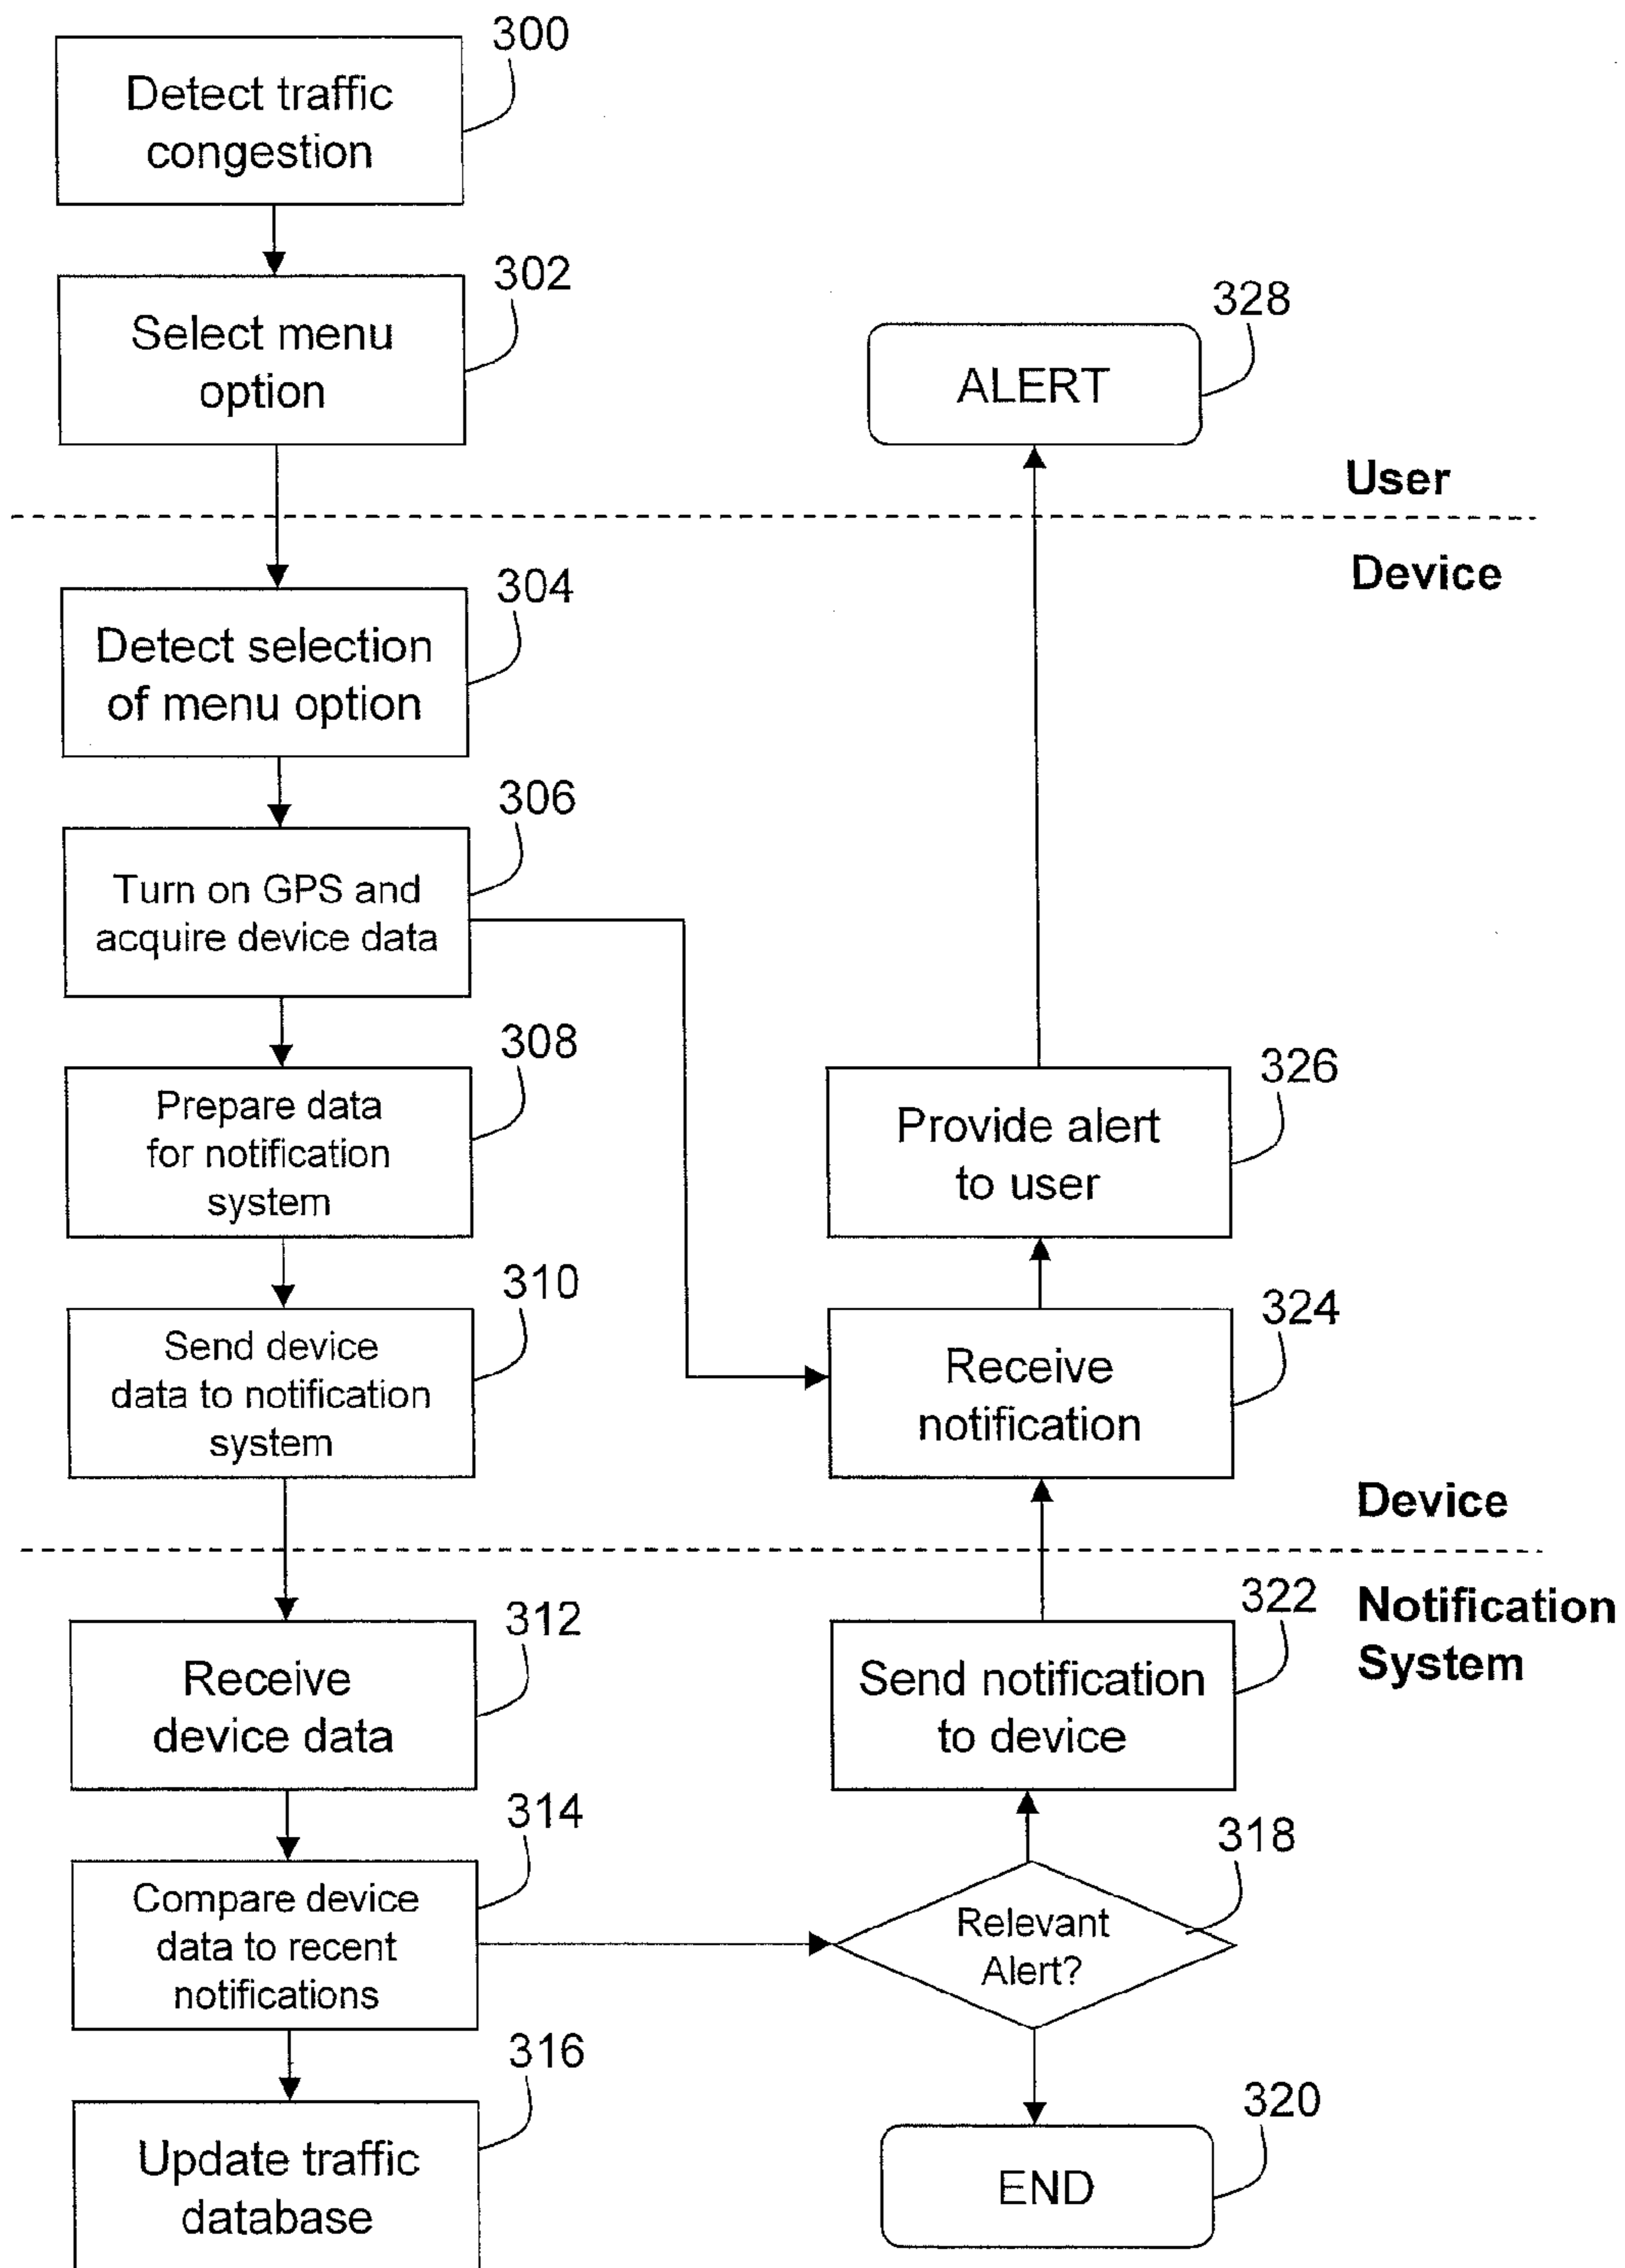 300
Detect traffic
congestion
302
Select menu
option
328
ALERT
User
Device
304
Detect selection
of menu option
306
Turn on GPS and
acquire device data
308
Prepare data
for notification
system
310
Send device
data to notification
system
326
Provide alert
to user
324
Receive
notification
Device
Notification
System
312
Receive
device data
322
Send notification
to device
314
Compare device
data to recent
notifications
318
Relevant
Alert?
316
Update traffic
database
320
END